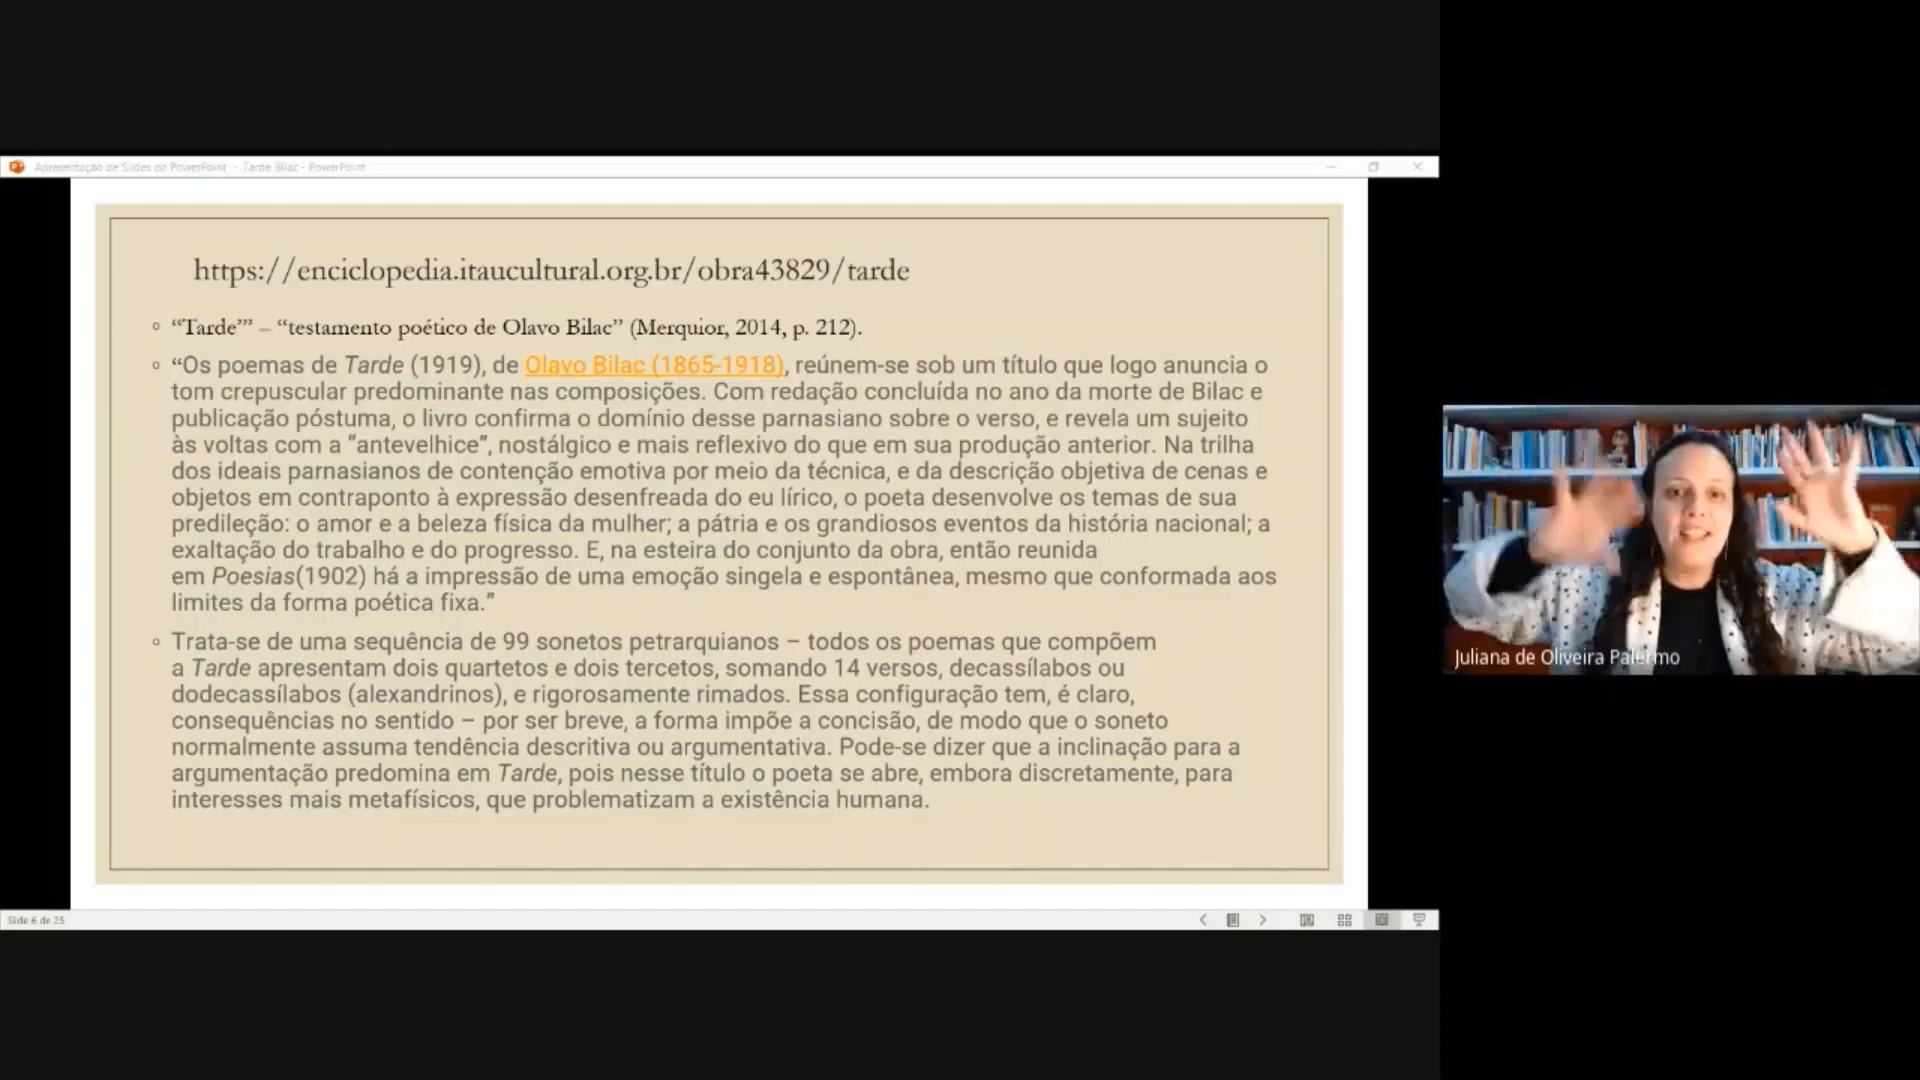 Apresentação de Slides do PowerPoint - Tarde Bilac - PowerPoint
https://enciclopedia.itaucultural.org.br/obra43829/tarde
“Tarde’” – “testamento poético de Olavo Bilac” (Merquior, 2014, p. 212).
“Os poemas de Tarde (1919), de Olavo Bilac (1865-1918), reúnem-se sob um título que logo anuncia o
tom crepuscular predominante nas composições. Com redação concluída no ano da morte de Bilac e
publicação póstuma, o livro confirma o domínio desse parnasiano sobre o verso, e revela um sujeito
às voltas com a “antevelhice”, nostálgico e mais reflexivo do que em sua produção anterior. Na trilha
dos ideais parnasianos de contenção emotiva por meio da técnica, e da descrição objetiva de cenas e
objetos em contraponto à expressão desenfreada do eu lírico, o poeta desenvolve os temas de sua
predileção: o amor e a beleza física da mulher; a pátria e os grandiosos eventos da história nacional; a
exaltação do trabalho e do progresso. E, na esteira do conjunto da obra, então reunida
em Poesias(1902) há a impressão de uma emoção singela e espontânea, mesmo que conformada aos
limites da forma poética fixa.”
Trata-se de uma sequência de 99 sonetos petrarquianos – todos os poemas que compõem
a Tarde apresentam dois quartetos e dois tercetos, somando 14 versos, decassílabos ou
dodecassílabos (alexandrinos), e rigorosamente rimados. Essa configuração tem, é claro,
consequências no sentido – por ser breve, a forma impõe a concisão, de modo que o soneto
normalmente assuma tendência descritiva ou argumentativa. Pode-se dizer que a inclinação para a
argumentação predomina em Tarde, pois nesse título o poeta se abre, embora discretamente, para
interesses mais metafísicos, que problematizam a existência humana.
Juliana de Oliveira Palermo
Slide 6 de 25